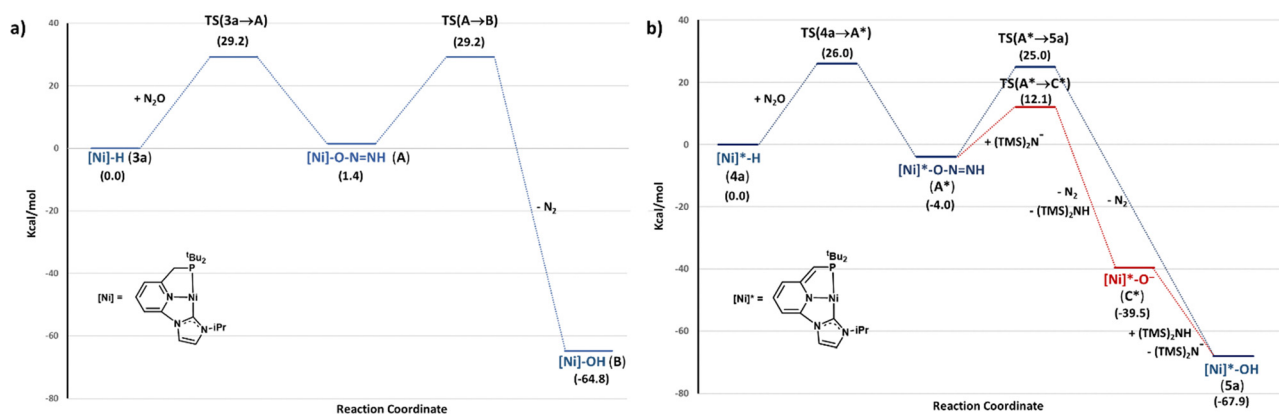 a)
TS(3a→A)
(29.2)
TS(A→B)
(29.2)
40
20
0
-20
-40
-60
-80
Kcal/mol
+ N₂O
[Ni]-H (3a)
(0.0)
[Ni]-O-N=NH (A)
(1.4)
- N₂
[Ni]-OH (B)
(-64.8)
[Ni] =
ᵗBu₂
P
N
Ni
N
N
iPr
Reaction Coordinate
b)
TS(4a→A*)
(26.0)
TS(A*→5a)
(25.0)
TS(A*→C*)
(12.1)
40
20
0
-20
-40
-60
-80
Kcal/mol
+ N₂O
[Ni]*-H
(4a)
(0.0)
+ (TMS)₂N⁻
[Ni]*-O-N=NH
(A*)
(-4.0)
- N₂
- (TMS)₂NH
- N₂
[Ni]*-O⁻
(C*)
(-39.5)
+ (TMS)₂NH
- (TMS)₂N⁻
[Ni]*-OH
(5a)
(-67.9)
[Ni]* =
ᵗBu₂
P
N
Ni
N
N
iPr
Reaction Coordinate